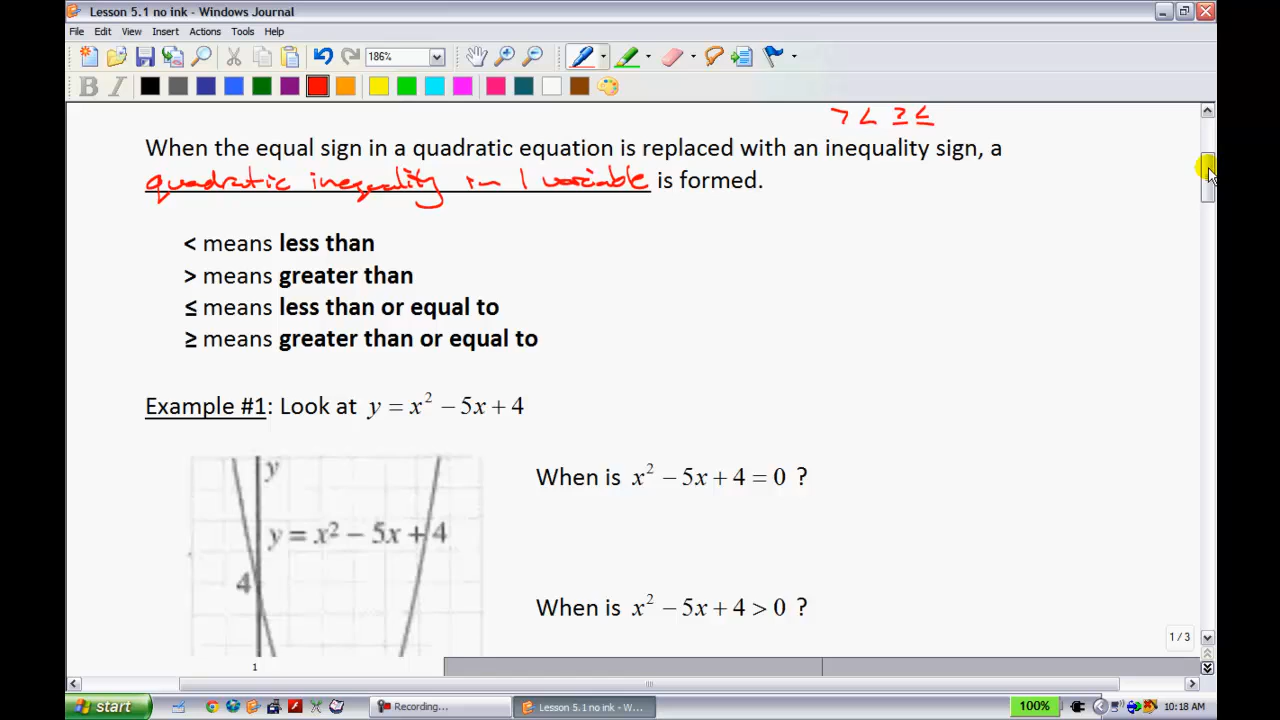 Lesson 5.1 no ink - Windows Journal
File Edit View Insert Actions Tools Help
186%
B I
> < ≥ ≤
When the equal sign in a quadratic equation is replaced with an inequality sign, a
quadratic inequality in 1 variable is formed.
< means less than
> means greater than
≤ means less than or equal to
≥ means greater than or equal to
Example #1: Look at y = x² − 5x + 4
When is x² − 5x + 4 = 0 ?
y
y = x² − 5x + 4
4
When is x² − 5x + 4 > 0 ?
1 / 3
1
start Recording... Lesson 5.1 no ink - W... 100% 10:18 AM